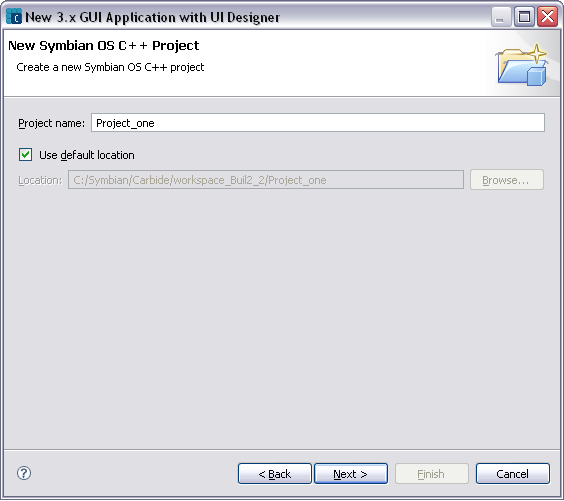 New 3.x GUI Application with UI Designer
New Symbian OS C++ Project
Create a new Symbian OS C++ project
Project name: Project_one
Use default location
Location: C:/Symbian/Carbide/workspace_Buil2_2/Project_one Browse...
? < Back Next > Finish Cancel